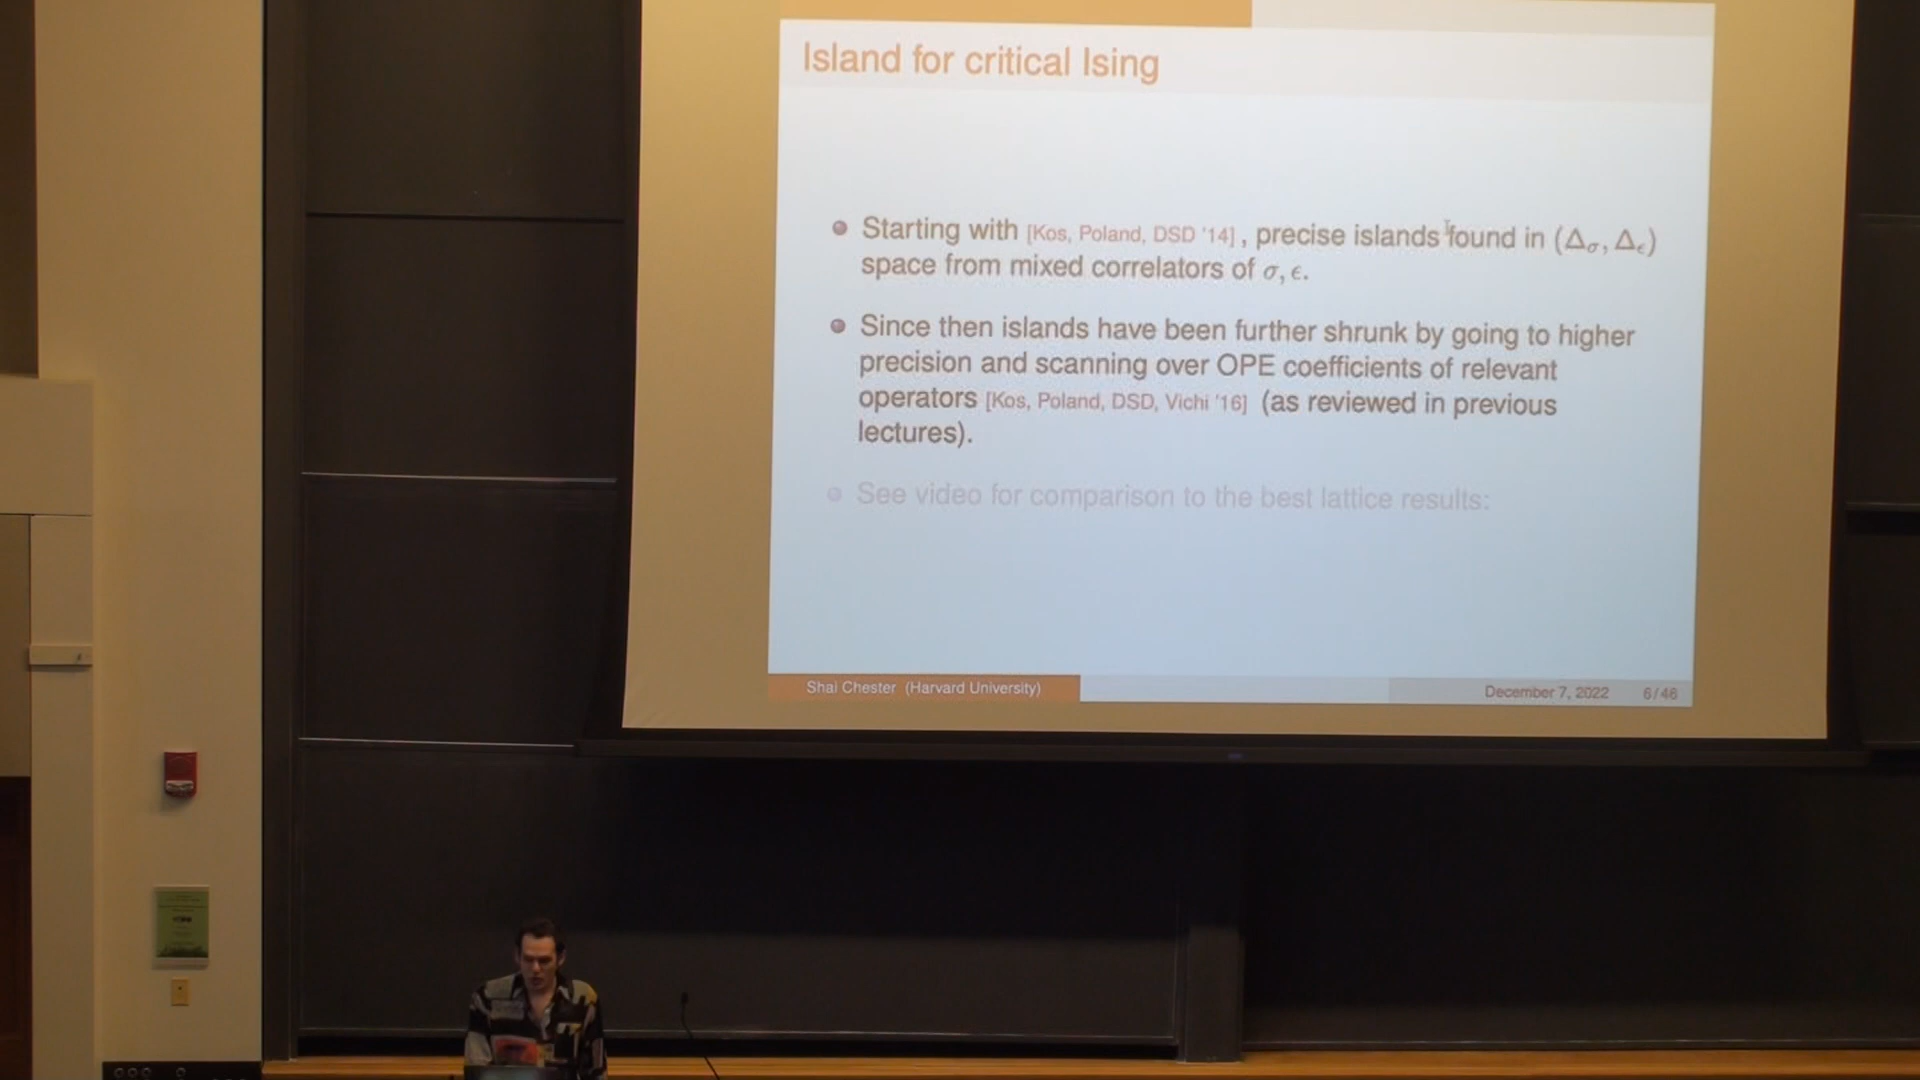 Island for critical Ising
Starting with [Kos, Poland, DSD '14], precise islands found in (Δσ, Δϵ)
space from mixed correlators of σ, ϵ.
Since then islands have been further shrunk by going to higher
precision and scanning over OPE coefficients of relevant
operators [Kos, Poland, DSD, Vichi '16] (as reviewed in previous
lectures).
See video for comparison to the best lattice results:
Shai Chester (Harvard University)
December 7, 2022
6/46